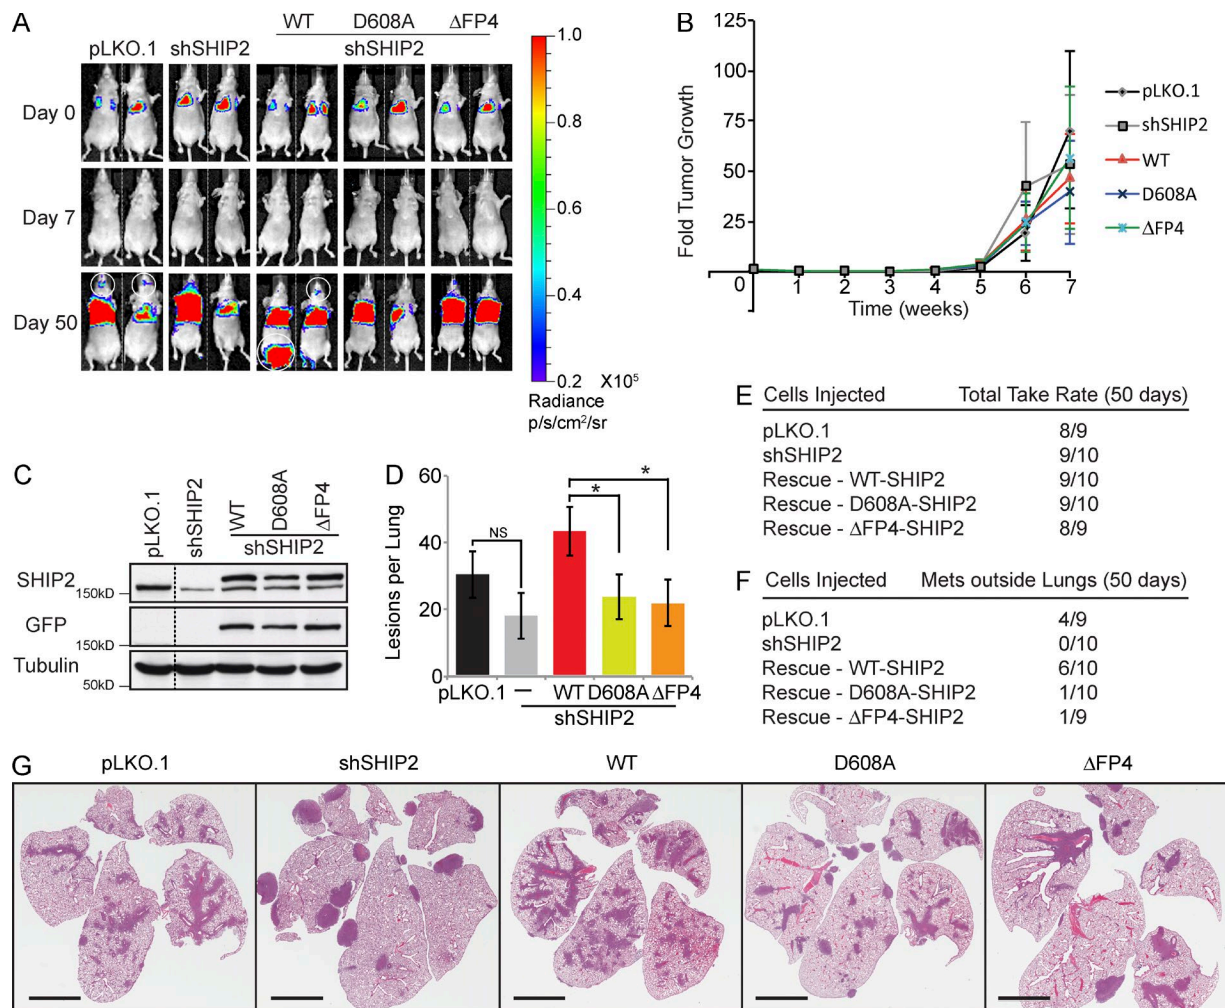 A
WT D608A ΔFP4
pLKO.1 shSHIP2 shSHIP2
Day 0
Day 7
Day 50
1.0
0.8
0.6
0.4
0.2 X10⁵
Radiance
p/s/cm²/sr
B
Fold Tumor Growth
125
100
75
50
25
0
1 2 3 4 5 6 7
Time (weeks)
pLKO.1
shSHIP2
WT
D608A
ΔFP4
C
pLKO.1
shSHIP2
WT
D608A
ΔFP4
shSHIP2
SHIP2
150kD
GFP
150kD
Tubulin
50kD
D
Lesions per Lung
60
40
20
0
NS
*
*
pLKO.1 — WT D608A ΔFP4
shSHIP2
E Cells Injected Total Take Rate (50 days)
pLKO.1 8/9
shSHIP2 9/10
Rescue - WT-SHIP2 9/10
Rescue - D608A-SHIP2 9/10
Rescue - ΔFP4-SHIP2 8/9
F Cells Injected Mets outside Lungs (50 days)
pLKO.1 4/9
shSHIP2 0/10
Rescue - WT-SHIP2 6/10
Rescue - D608A-SHIP2 1/10
Rescue - ΔFP4-SHIP2 1/9
G
pLKO.1 shSHIP2 WT D608A ΔFP4